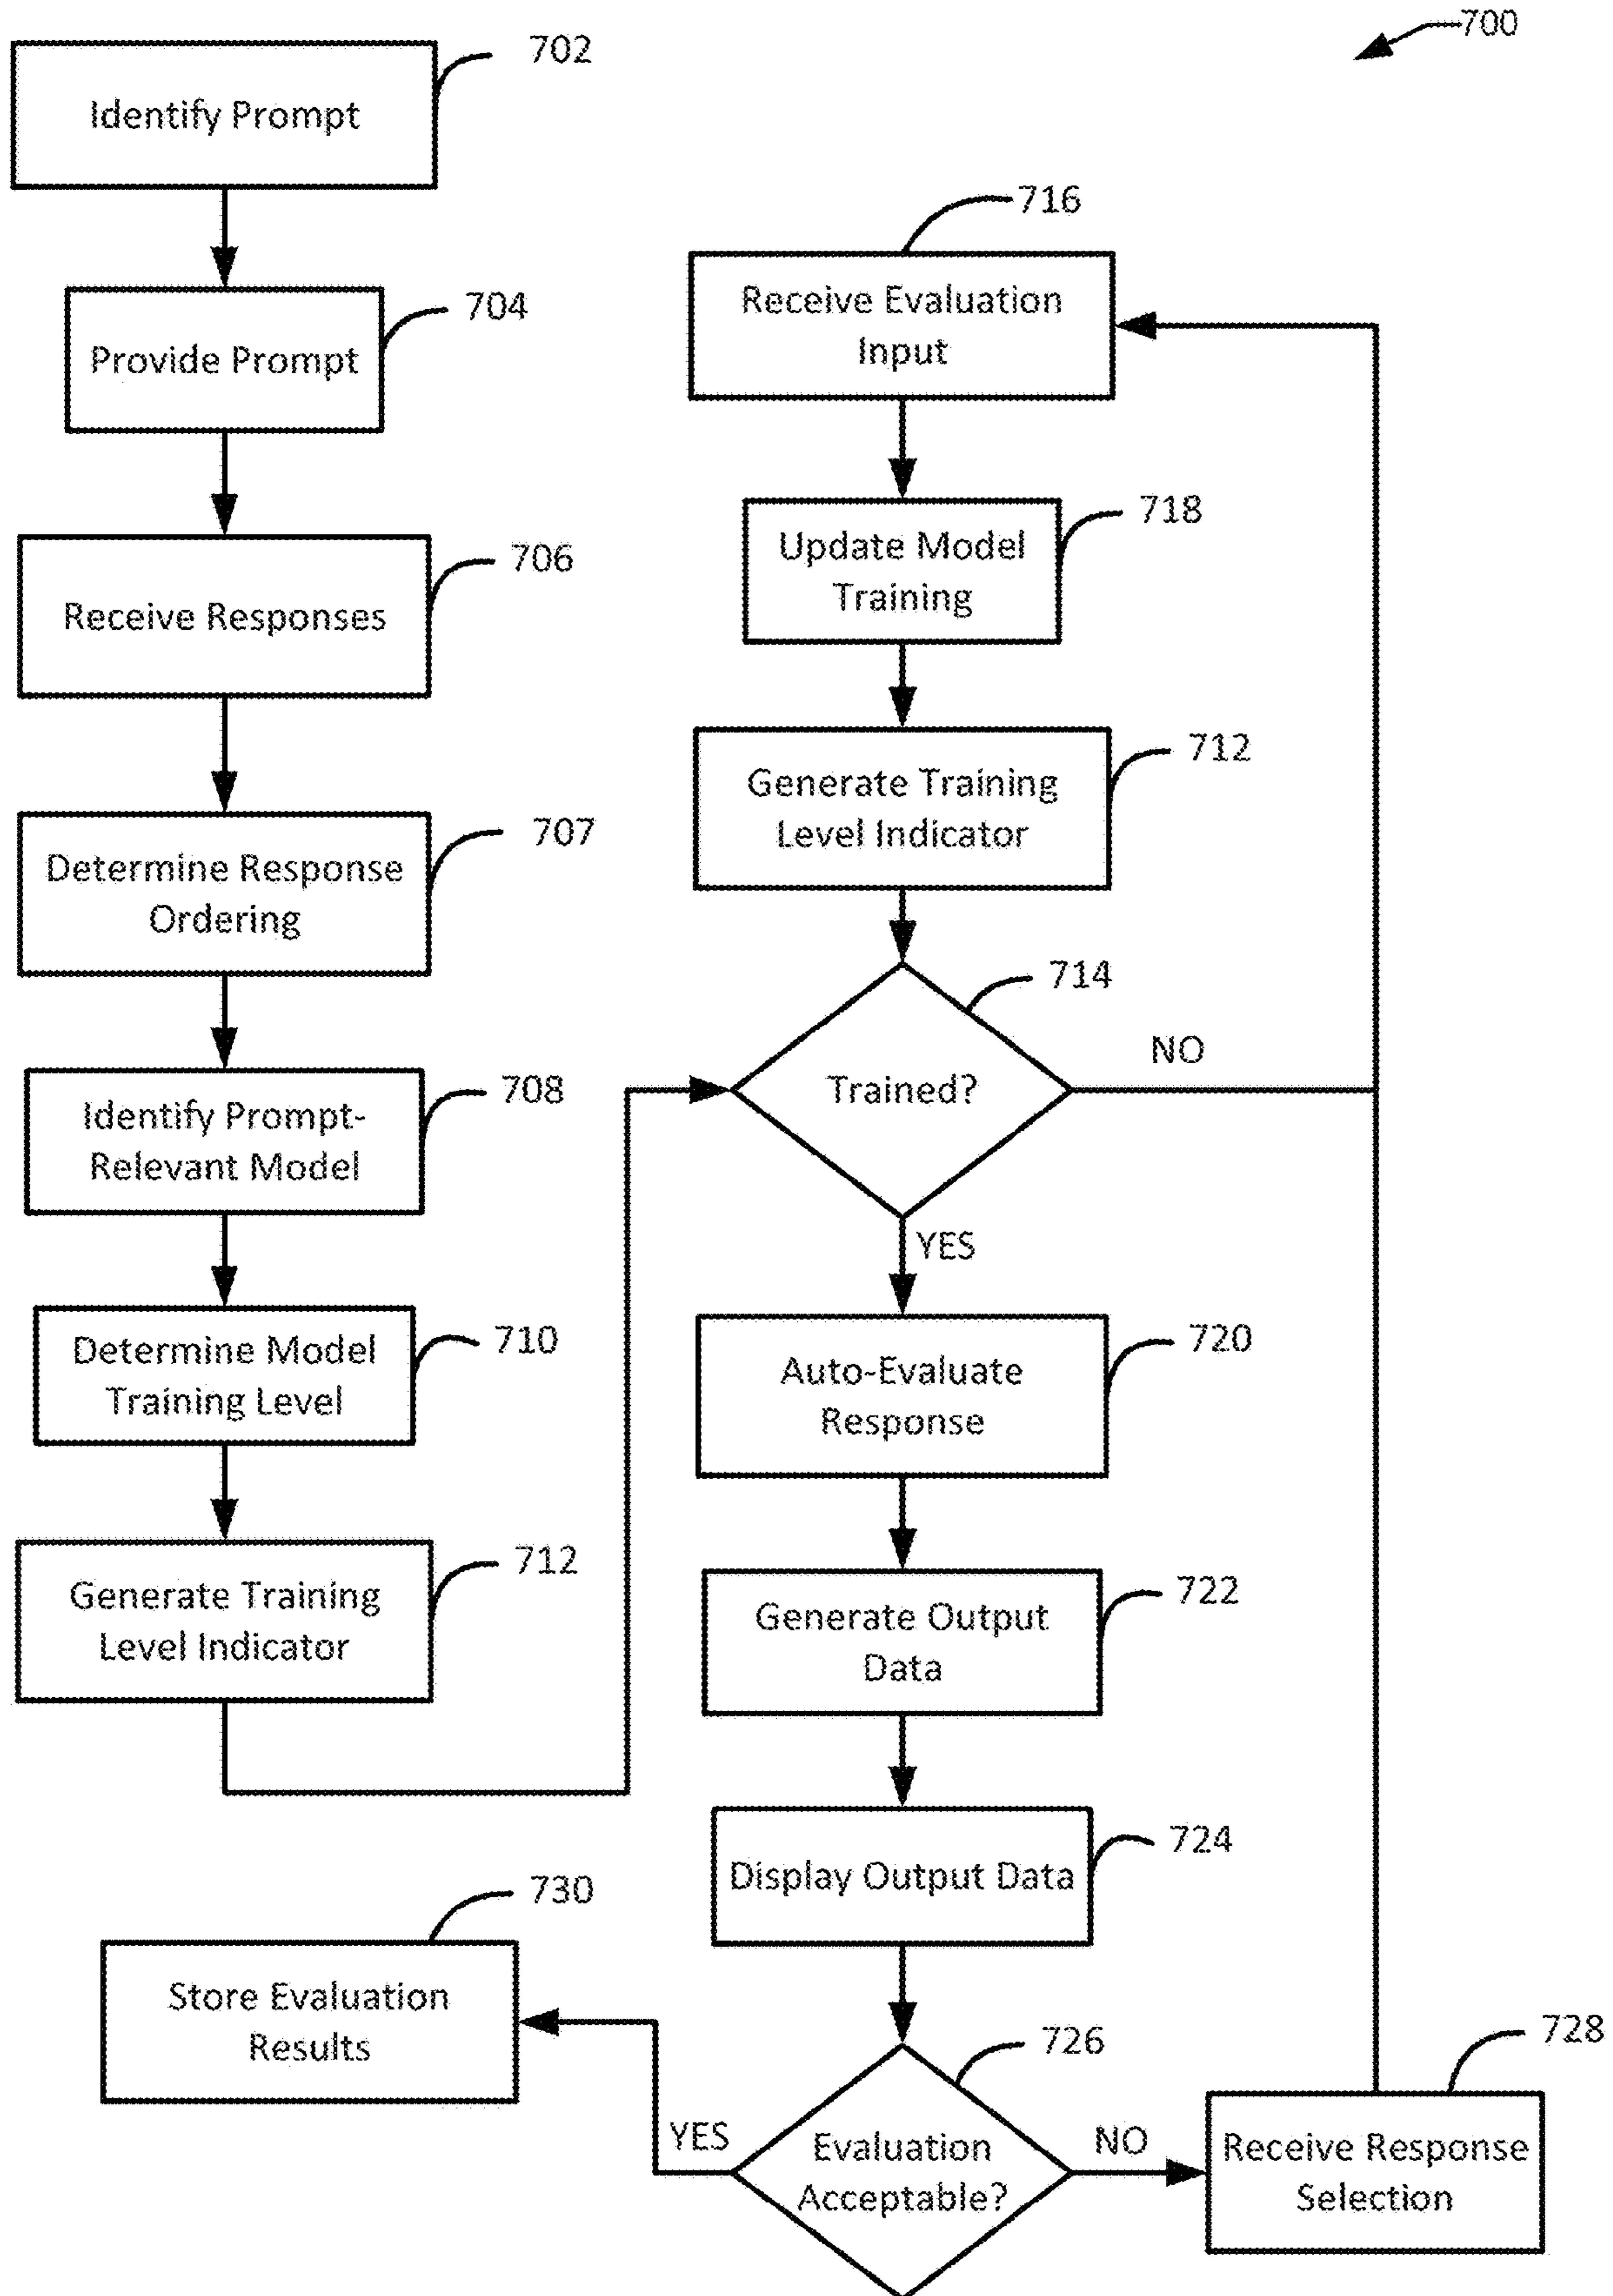 700
702
Identify Prompt
704
Provide Prompt
706
Receive Responses
707
Determine Response
Ordering
708
Identify Prompt-
Relevant Model
710
Determine Model
Training Level
712
Generate Training
Level Indicator
716
Receive Evaluation
Input
718
Update Model
Training
712
Generate Training
Level Indicator
714
Trained?
NO
YES
720
Auto-Evaluate
Response
722
Generate Output
Data
724
Display Output Data
726
Evaluation
Acceptable?
YES
NO
730
Store Evaluation
Results
728
Receive Response
Selection